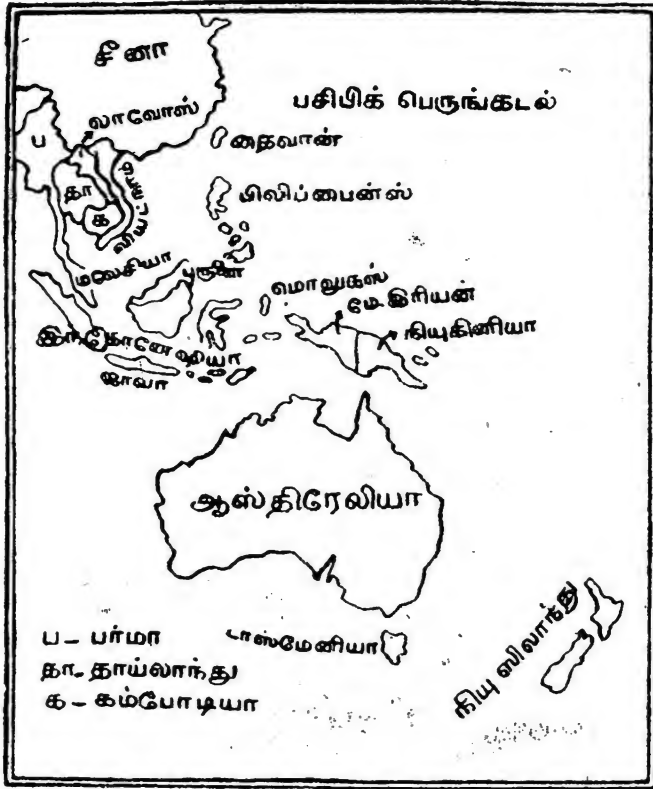 சீனா
பசிபிக் பெருங்கடல்
லாவோஸ்
ப
தைவான்
தா
க
வியட்நாம்
பிலிப்பைன்ஸ்
மலேசியா
புருனை
மொலுகஸ்
மே.இரியன்
நியுகினியா
இந்தோனேஷியா
ஜாவா
ஆஸ்திரேலியா
டாஸ்மேனியா
நியுஸிலாந்து
ப - பர்மா
தா - தாய்லாந்து
க - கம்போடியா